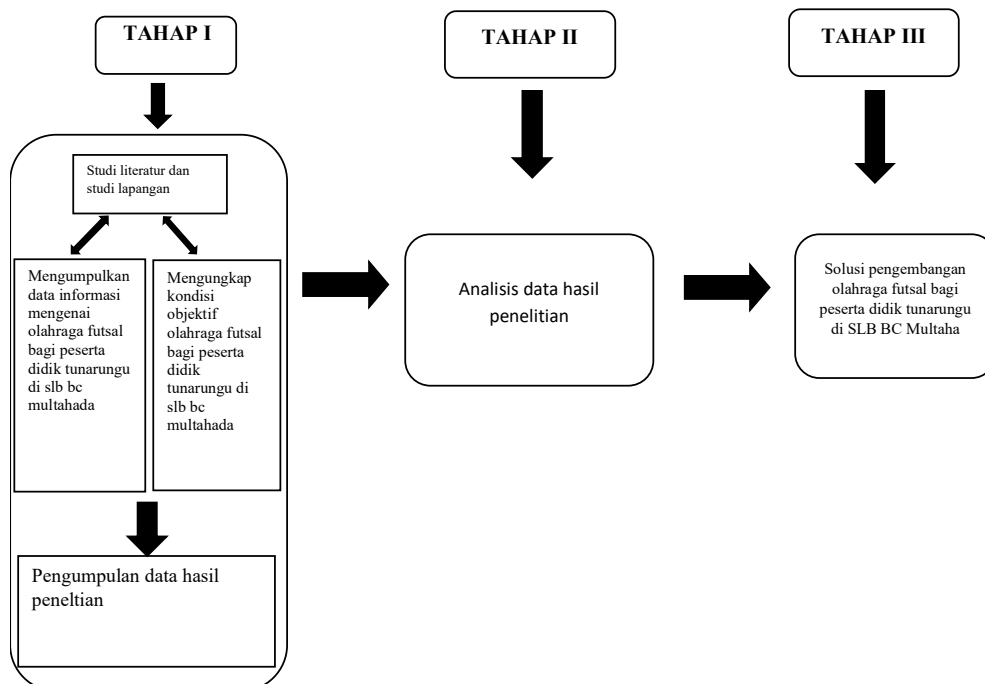 TAHAP I
TAHAP II
TAHAP III
Studi literatur dan
studi lapangan
Mengumpulkan
data informasi
mengenai
olahraga futsal
bagi peserta
didik tunarungu
di slb bc
multahada
Mengungkap
kondisi
objektif
olahraga futsal
bagi peserta
didik
tunarungu di
slb bc
multahada
Pengumpulan data hasil
peneltian
Analisis data hasil
penelitian
Solusi pengembangan
olahraga futsal bagi
peserta didik tunarungu
di SLB BC Multaha